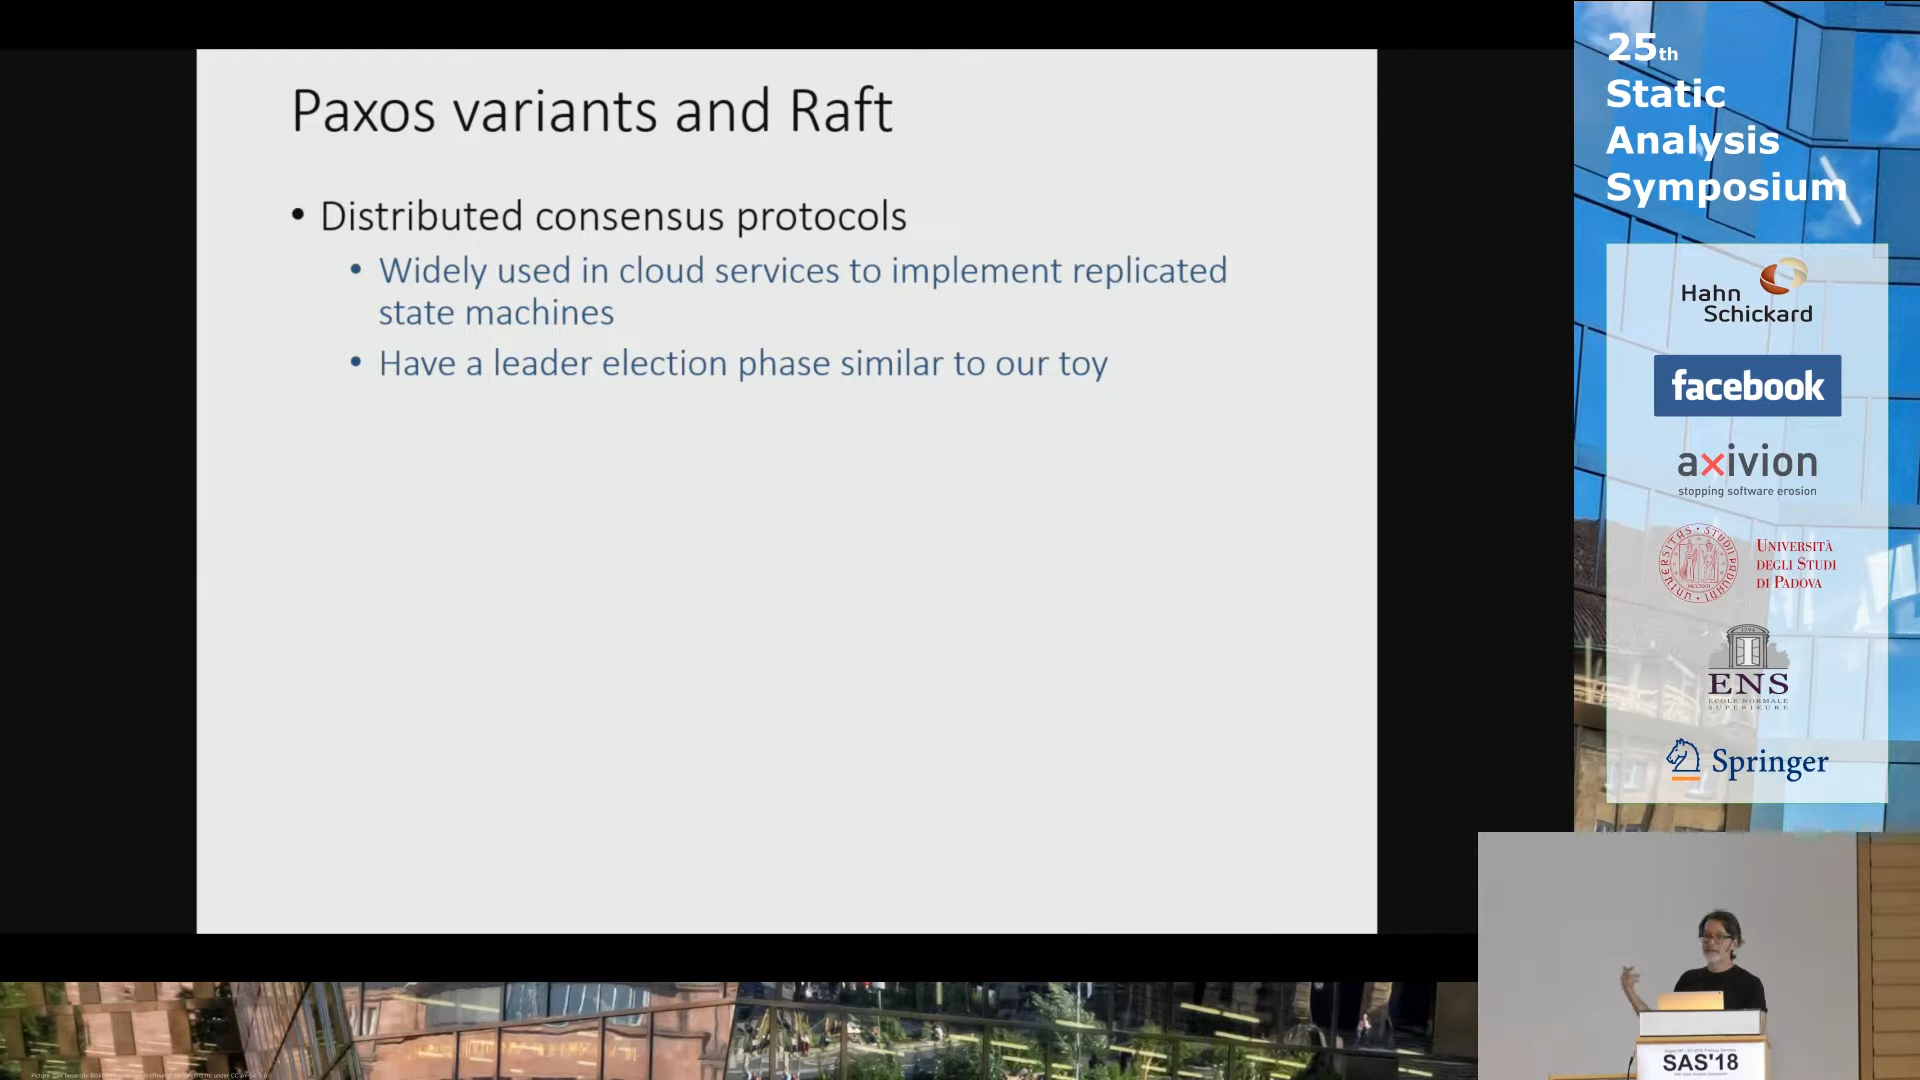 Paxos variants and Raft
• Distributed consensus protocols
• Widely used in cloud services to implement replicated
state machines
• Have a leader election phase similar to our toy
25th
Static
Analysis
Symposium
Hahn
Schickard
facebook
axivion
stopping software erosion
UNIVERSITÀ
DEGLI STUDI
DI PADOVA
ENS
ECOLE NORMALE
SUPERIEURE
Springer
SAS'18